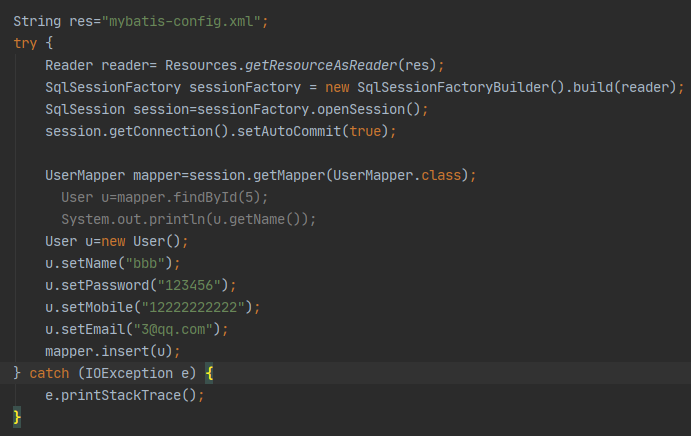 String res="mybatis-config.xml";
try {
Reader reader= Resources.getResourceAsReader(res);
SqlSessionFactory sessionFactory = new SqlSessionFactoryBuilder().build(reader);
SqlSession session=sessionFactory.openSession();
session.getConnection().setAutoCommit(true);
UserMapper mapper=session.getMapper(UserMapper.class);
User u=mapper.findById(5);
System.out.println(u.getName());
User u=new User();
u.setName("bbb");
u.setPassword("123456");
u.setMobile("12222222222");
u.setEmail("3@qq.com");
mapper.insert(u);
} catch (IOException e) {
e.printStackTrace();
}